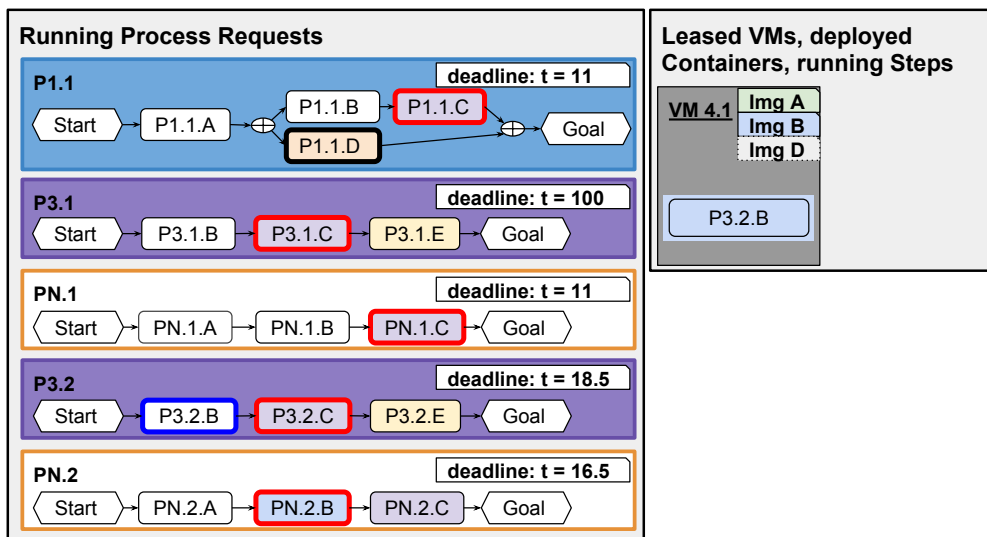 Running Process Requests
P1.1
deadline: t = 11
Start
P1.1.A
P1.1.B
P1.1.C
P1.1.D
Goal
P3.1
deadline: t = 100
Start
P3.1.B
P3.1.C
P3.1.E
Goal
PN.1
deadline: t = 11
Start
PN.1.A
PN.1.B
PN.1.C
Goal
P3.2
deadline: t = 18.5
Start
P3.2.B
P3.2.C
P3.2.E
Goal
PN.2
deadline: t = 16.5
Start
PN.2.A
PN.2.B
PN.2.C
Goal
Leased VMs, deployed
Containers, running Steps
VM 4.1
Img A
Img B
Img D
P3.2.B